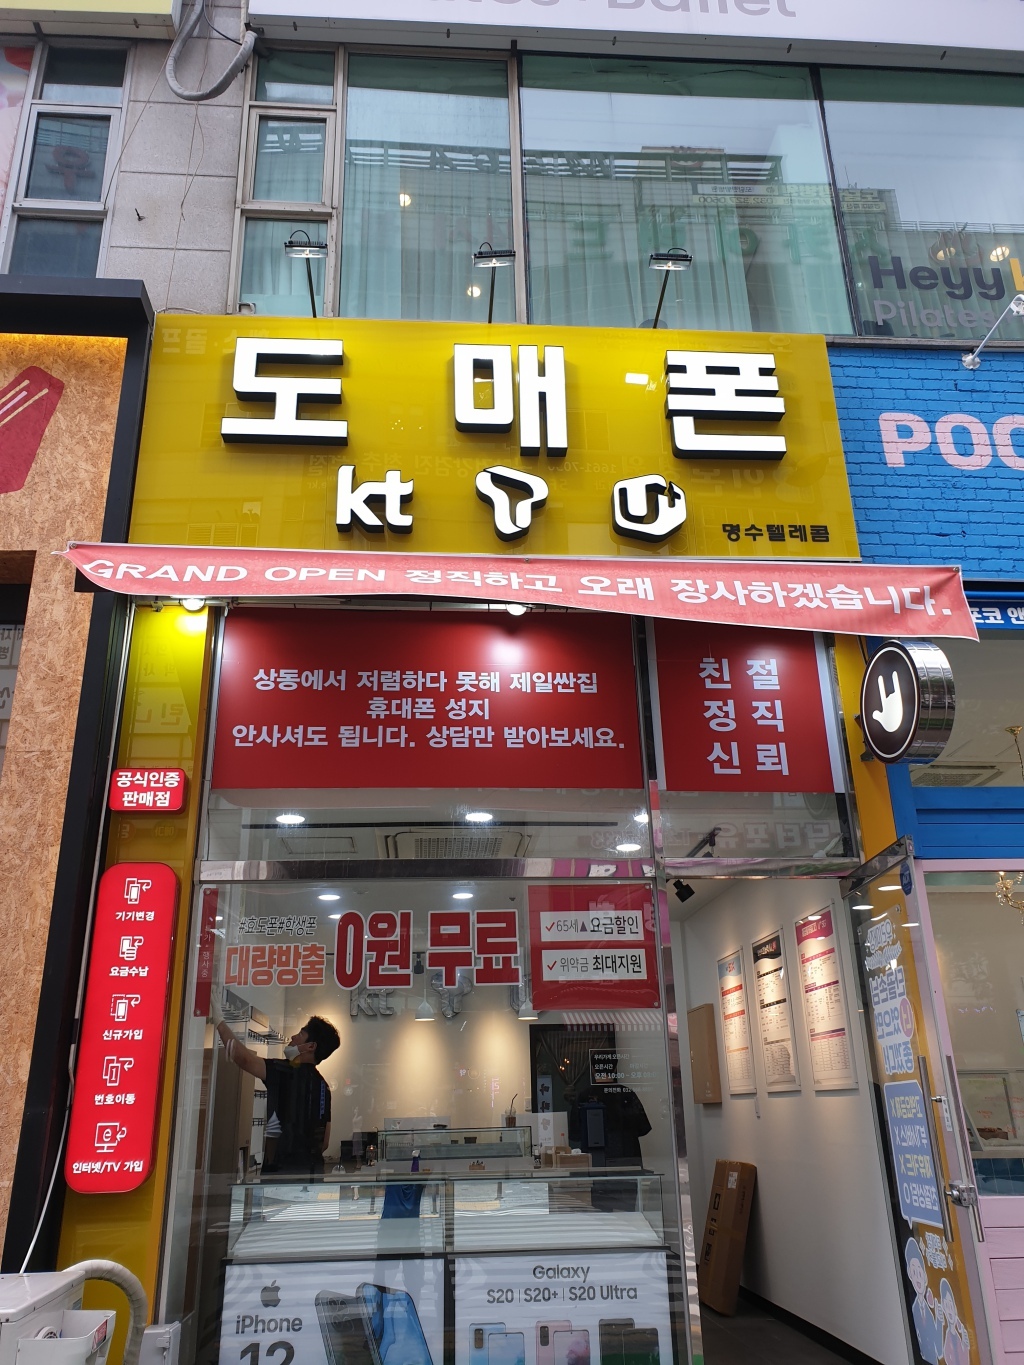 Ballet
Heyy
Pilates
도매폰
kt
명수텔레콤
POC
GRAND OPEN 정직하고 오래 장사하겠습니다.
상동에서 저렴하다 못해 제일싼집
휴대폰 성지
안사셔도 됩니다. 상담만 받아보세요.
친절
정직
신뢰
공식인증
판매점
기기변경
요금수납
신규가입
번호이동
인터넷/TV 가입
#효도폰#학생폰
대량방출 0원 무료
✓65세▲요금할인
✓위약금 최대지원
Galaxy
S20 | S20+ | S20 Ultra
iPhone
12